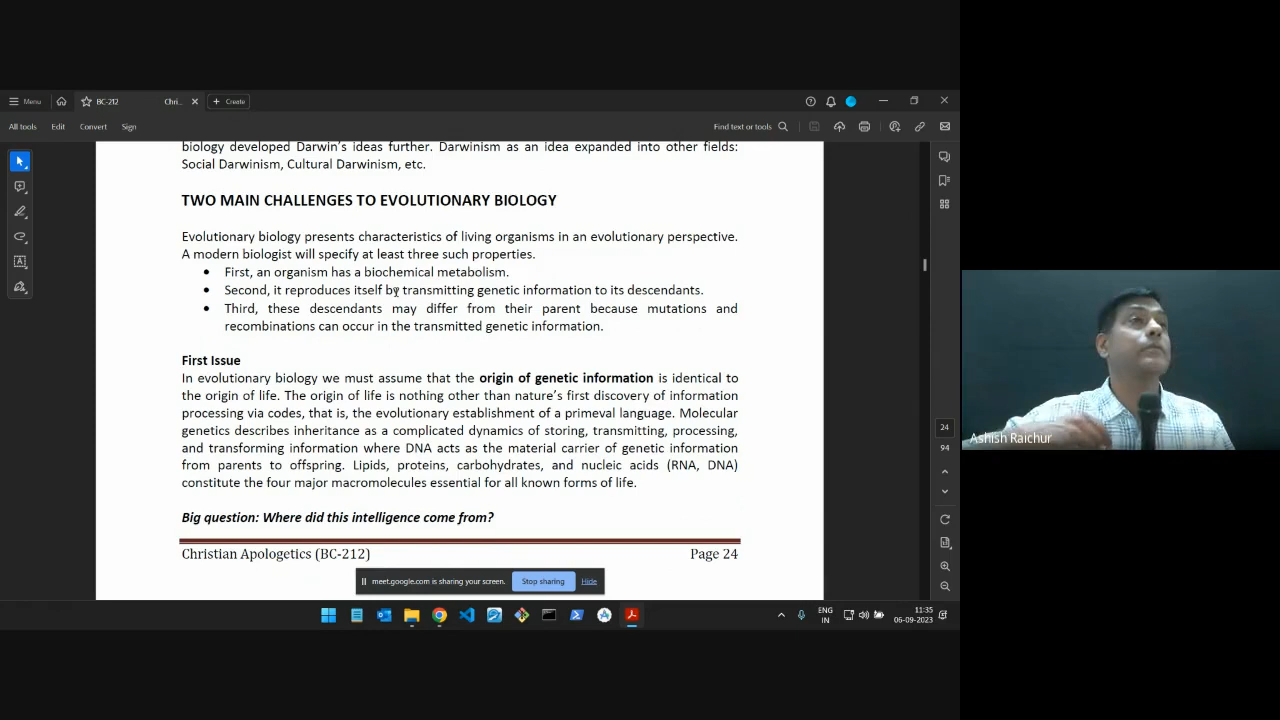 Menu
BC-212
Chri...
Create
All tools
Edit
Convert
Sign
Find text or tools
biology developed Darwin's ideas further. Darwinism as an idea expanded into other fields:
Social Darwinism, Cultural Darwinism, etc.
TWO MAIN CHALLENGES TO EVOLUTIONARY BIOLOGY
Evolutionary biology presents characteristics of living organisms in an evolutionary perspective.
A modern biologist will specify at least three such properties.
• First, an organism has a biochemical metabolism.
• Second, it reproduces itself by transmitting genetic information to its descendants.
• Third, these descendants may differ from their parent because mutations and
recombinations can occur in the transmitted genetic information.
First Issue
In evolutionary biology we must assume that the origin of genetic information is identical to
the origin of life. The origin of life is nothing other than nature's first discovery of information
processing via codes, that is, the evolutionary establishment of a primeval language. Molecular
genetics describes inheritance as a complicated dynamics of storing, transmitting, processing,
and transforming information where DNA acts as the material carrier of genetic information
from parents to offspring. Lipids, proteins, carbohydrates, and nucleic acids (RNA, DNA)
constitute the four major macromolecules essential for all known forms of life.
Big question: Where did this intelligence come from?
Christian Apologetics (BC-212)
Page 24
24
94
meet.google.com is sharing your screen.
Stop sharing
Hide
ENG
IN
11:35
06-09-2023
Ashish Raichur